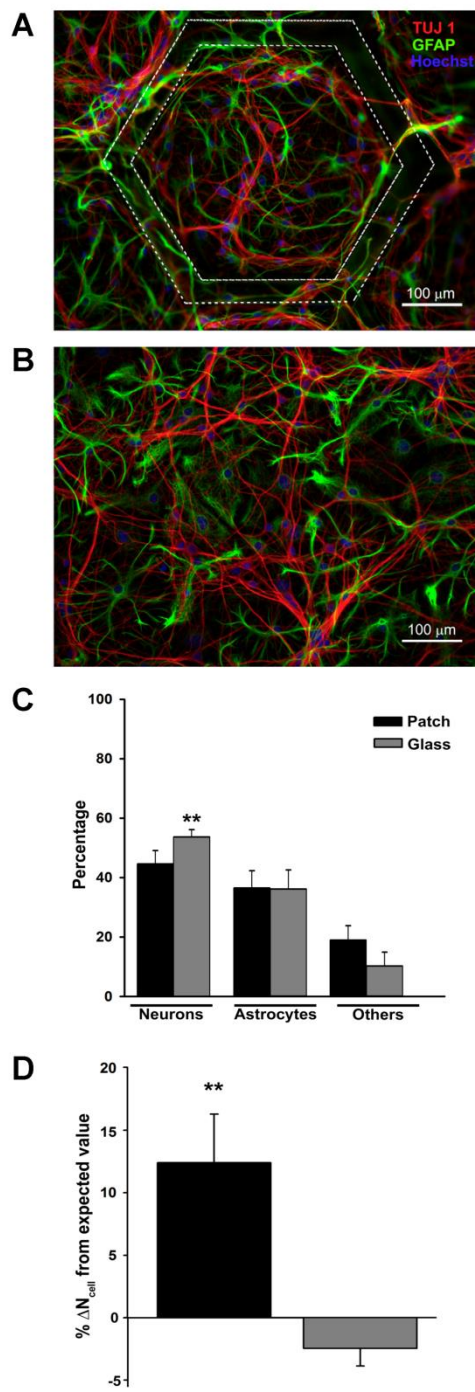 A
TUJ 1
GFAP
Hoechst
100 μm
B
100 μm
C
100
80
60
40
20
0
Percentage
Patch
Glass
**
Neurons
Astrocytes
Others
D
20
15
10
5
0
-5
% ΔNcell from expected value
**